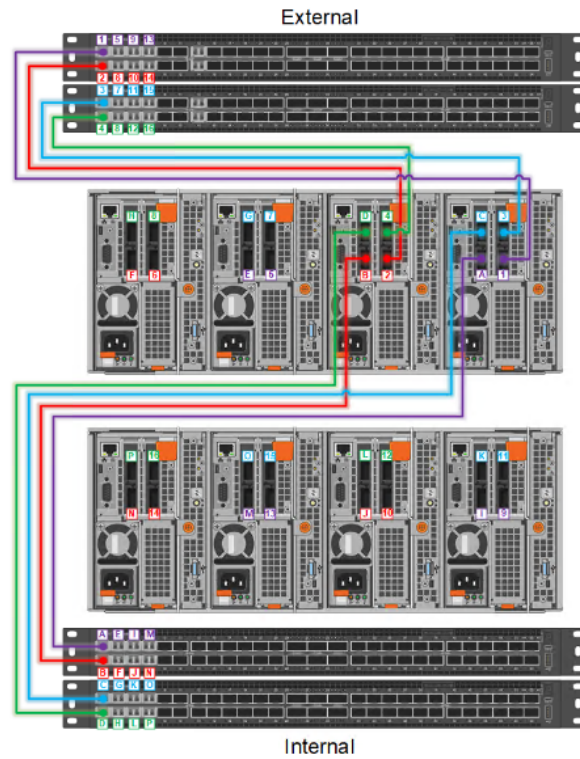 External
1 5 9 13
2 6 10 14
3 7 11 15
4 8 12 16
H 8 G 7 D 4 C 3
F 6 E 5 B 2 A 1
P 16 O 15 L 12 K 11
N 14 M 13 J 10 I 9
A E I M
B F J N
C G K O
D H L P
Internal